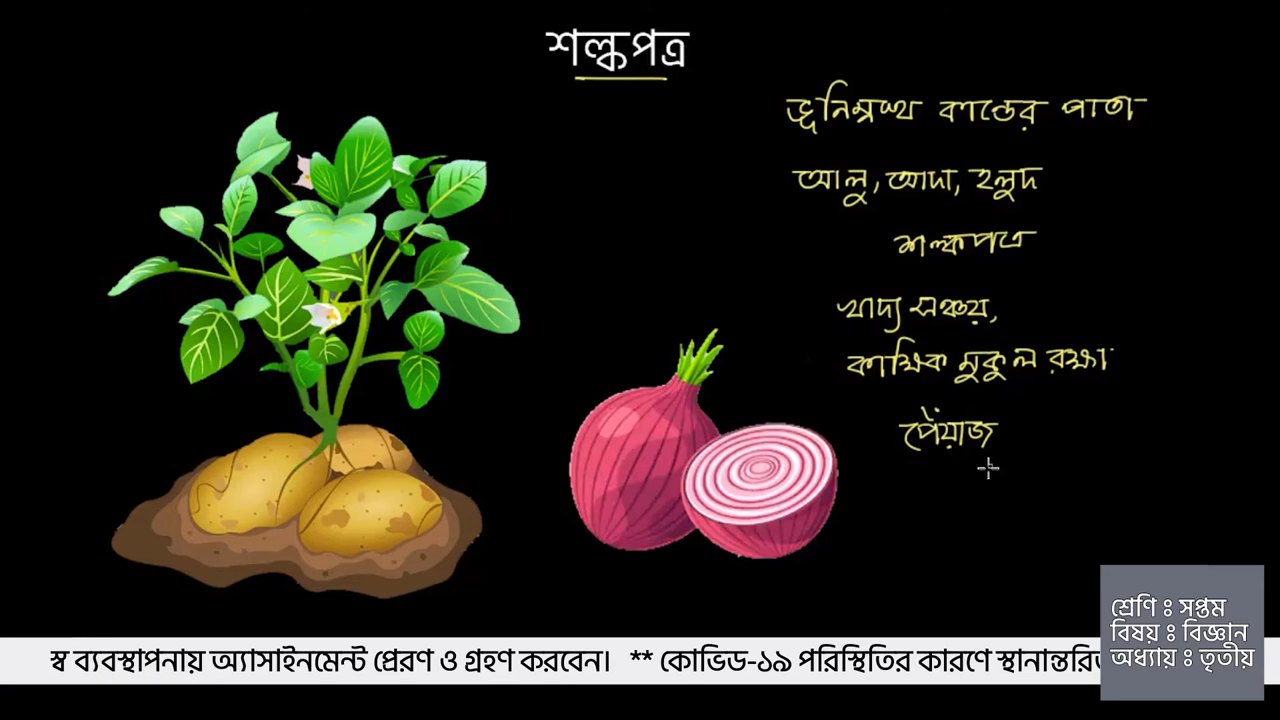 শল্কপত্র
ভূনিম্নস্থ কান্ডের পাতা
আলু, আদা, হলুদ
শল্কপত্র
খাদ্য সঞ্চয়,
কাক্ষিক মুকুল রক্ষা
পেঁয়াজ
শ্রেণি ঃ সপ্তম
বিষয় ঃ বিজ্ঞান
অধ্যায় ঃ তৃতীয়
স্ব ব্যবস্থাপনায় অ্যাসাইনমেন্ট প্রেরণ ও গ্রহণ করবেন। ** কোভিড-১৯ পরিস্থিতির কারণে স্থানান্তরিত